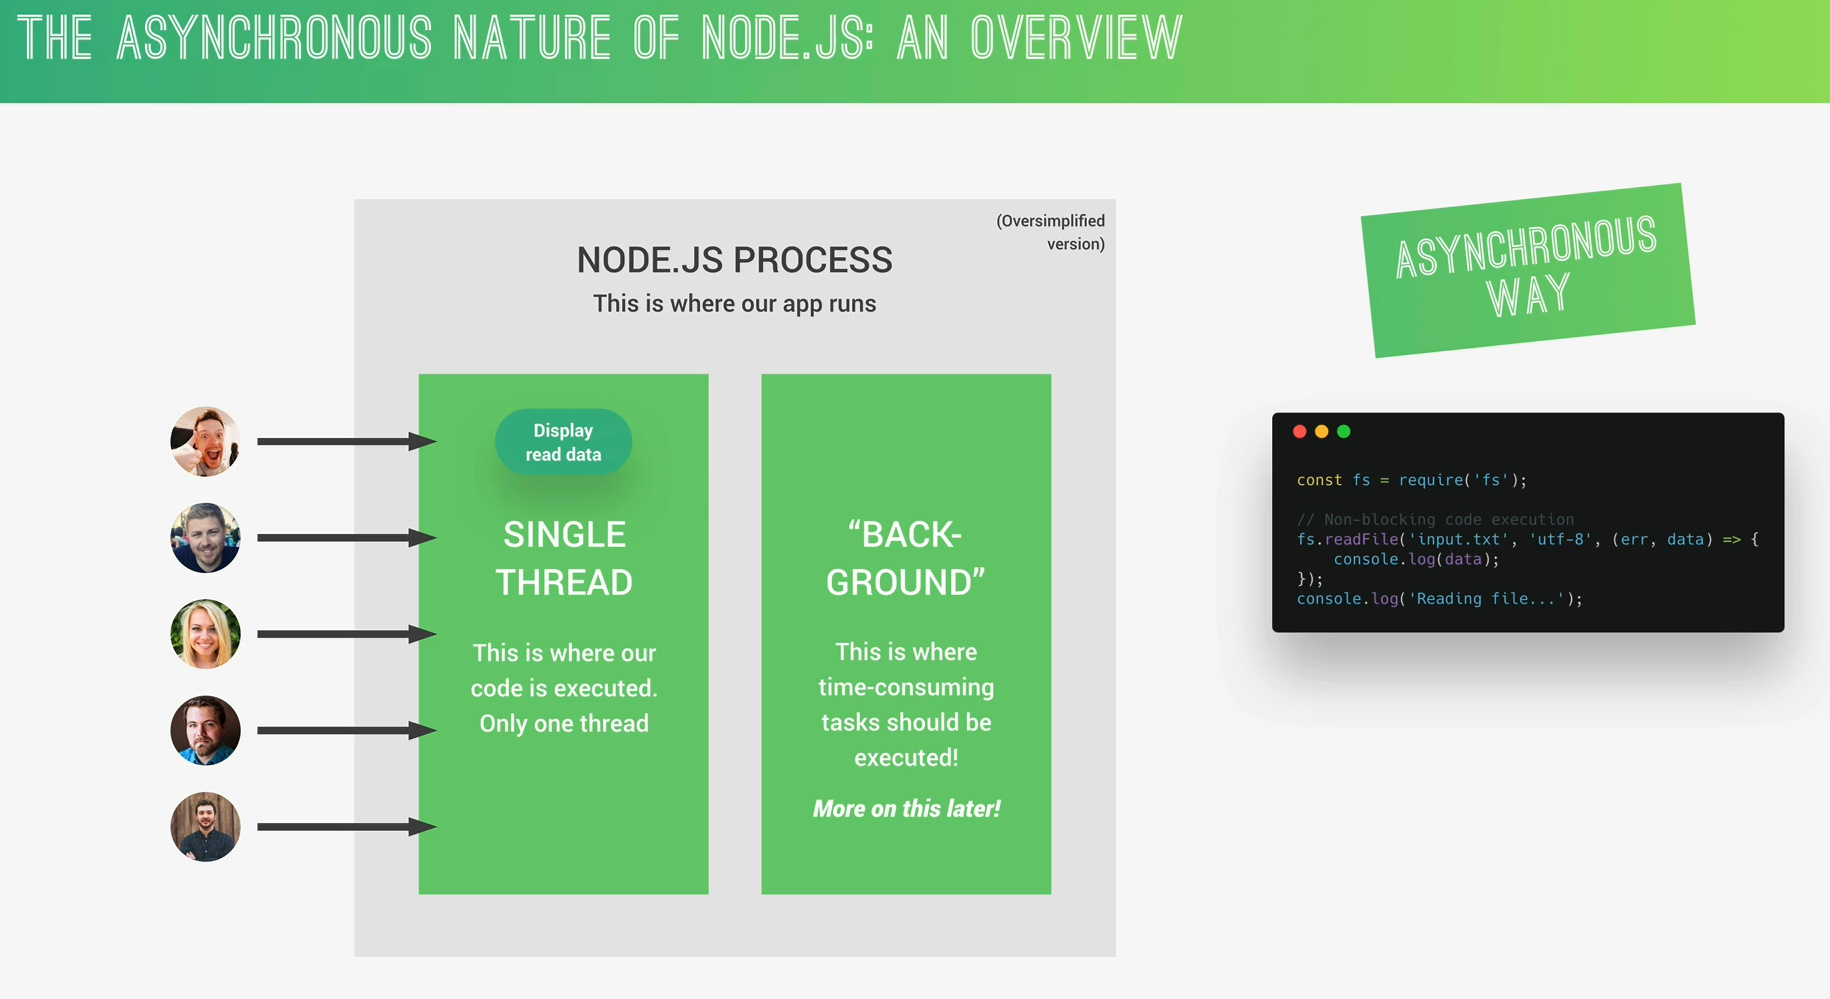 THE ASYNCHRONOUS NATURE OF NODE.JS: AN OVERVIEW
(Oversimplified
version)
NODE.JS PROCESS
This is where our app runs
Display
read data
SINGLE
THREAD
This is where our
code is executed.
Only one thread
“BACK-
GROUND”
This is where
time-consuming
tasks should be
executed!
More on this later!
ASYNCHRONOUS
WAY
const fs = require('fs');
// Non-blocking code execution
fs.readFile('input.txt', 'utf-8', (err, data) => {
    console.log(data);
});
console.log('Reading file...');